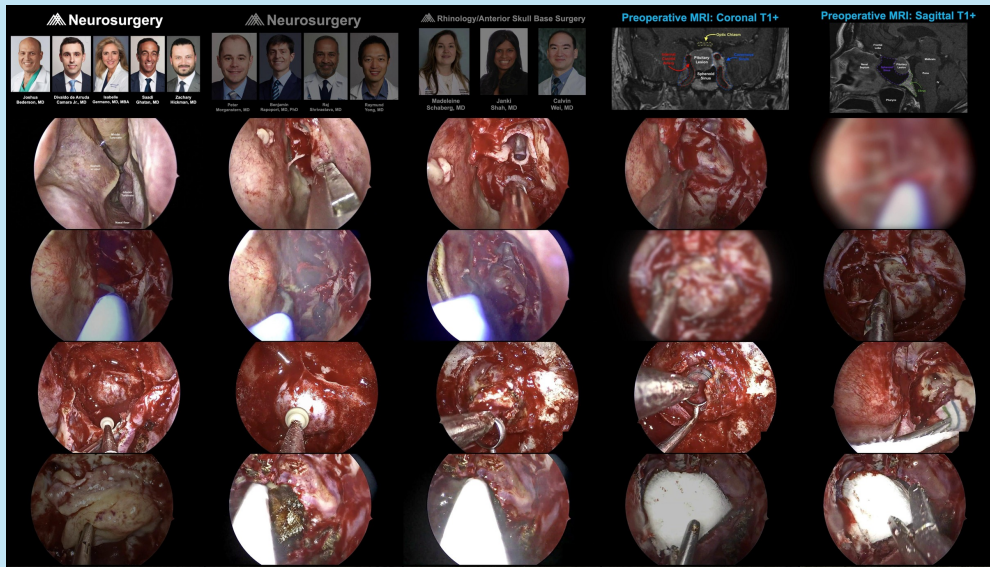 Neurosurgery
Joshua Bederson, MD
Divaldo de Arruda Camara Jr., MD
Isabelle Germano, MD, MBA
Saadi Ghatan, MD
Zachary Hickman, MD
Neurosurgery
Peter Morgenstern, MD
Benjamin Rapoport, MD, PhD
Raj Shrivastava, MD
Raymond Yong, MD
Rhinology/Anterior Skull Base Surgery
Madeleine Schaberg, MD
Janki Shah, MD
Calvin Wei, MD
Preoperative MRI: Coronal T1+
Optic Chiasm
Pituitary Lesion
Sphenoid Sinus
Preoperative MRI: Sagittal T1+